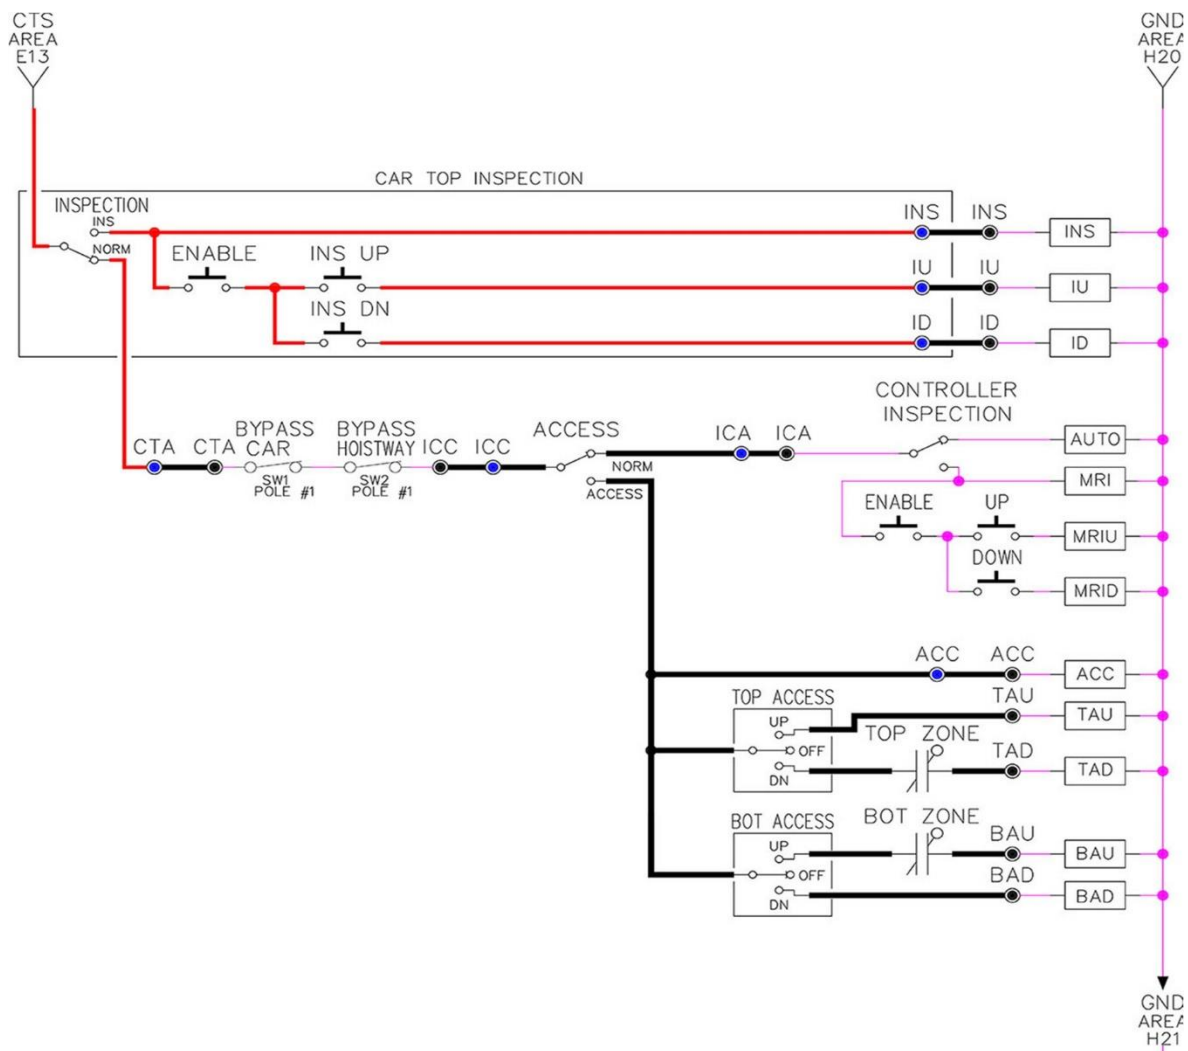 CTS
AREA
E13
GND
AREA
H20
CAR TOP INSPECTION
INSPECTION
INS
NORM
INS INS
INS
ENABLE
INS UP
IU IU
IU
INS DN
ID ID
ID
CONTROLLER
INSPECTION
CTA CTA
BYPASS
CAR
SW1
POLE #1
BYPASS
HOISTWAY
SW2
POLE #1
ICC ICC
ACCESS
NORM
ACCESS
ICA ICA
AUTO
MRI
ENABLE
UP
MRIU
DOWN
MRID
ACC ACC
ACC
TOP ACCESS
UP
OFF
DN
TAU
TAU
TOP ZONE
TAD
TAD
BOT ACCESS
UP
OFF
DN
BOT ZONE
BAU
BAU
BAD
BAD
GND
AREA
H21